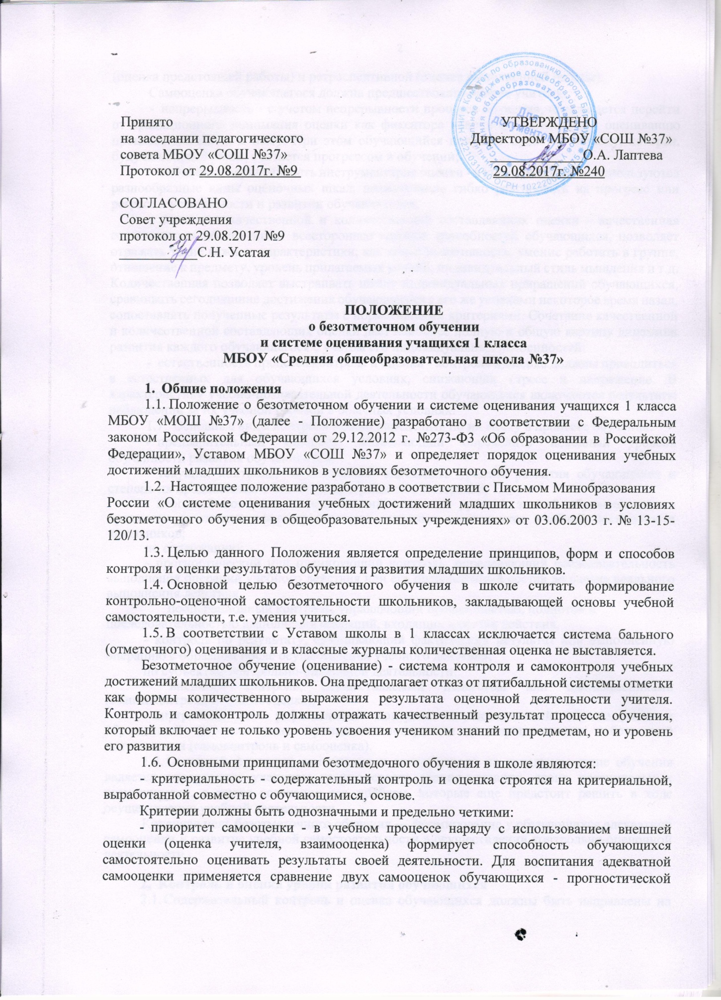 Принято
на заседании педагогического
совета МБОУ «СОШ №37»
Протокол от 29.08.2017г. №9
УТВЕРЖДЕНО
Директором МБОУ «СОШ №37»
О.А. Лаптева
29.08.2017г. №240
Для
документов
СОГЛАСОВАНО
Совет учреждения
протокол от 29.08.2017 №9
С.Н. Усатая
ПОЛОЖЕНИЕ
о безотметочном обучении
и системе оценивания учащихся 1 класса
МБОУ «Средняя общеобразовательная школа №37»
1. Общие положения
1.1. Положение о безотметочном обучении и системе оценивания учащихся 1 класса
МБОУ «МОШ №37» (далее - Положение) разработано в соответствии с Федеральным
законом Российской Федерации от 29.12.2012 г. №273-ФЗ «Об образовании в Российской
Федерации», Уставом МБОУ «СОШ №37» и определяет порядок оценивания учебных
достижений младших школьников в условиях безотметочного обучения.
1.2. Настоящее положение разработано в соответствии с Письмом Минобразования
России «О системе оценивания учебных достижений младших школьников в условиях
безотметочного обучения в общеобразовательных учреждениях» от 03.06.2003 г. № 13-15-
120/13.
1.3. Целью данного Положения является определение принципов, форм и способов
контроля и оценки результатов обучения и развития младших школьников.
1.4. Основной целью безотметочного обучения в школе считать формирование
контрольно-оценочной самостоятельности школьников, закладывающей основы учебной
самостоятельности, т.е. умения учиться.
1.5. В соответствии с Уставом школы в 1 классах исключается система бального
(отметочного) оценивания и в классные журналы количественная оценка не выставляется.
Безотметочное обучение (оценивание) - система контроля и самоконтроля учебных
достижений младших школьников. Она предполагает отказ от пятибалльной системы отметки
как формы количественного выражения результата оценочной деятельности учителя.
Контроль и самоконтроль должны отражать качественный результат процесса обучения,
который включает не только уровень усвоения учеником знаний по предметам, но и уровень
его развития
1.6. Основными принципами безотмедочного обучения в школе являются:
- критериальность - содержательный контроль и оценка строятся на критериальной,
выработанной совместно с обучающимися, основе.
Критерии должны быть однозначными и предельно четкими:
- приоритет самооценки - в учебном процессе наряду с использованием внешней
оценки (оценка учителя, взаимооценка) формирует способность обучающихся
самостоятельно оценивать результаты своей деятельности. Для воспитания адекватной
самооценки применяется сравнение двух самооценок обучающихся - прогностической